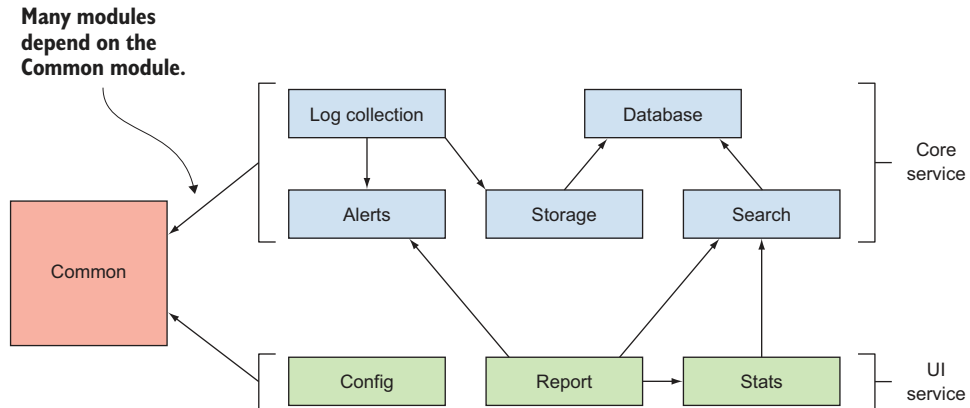 Many modules
depend on the
Common module.
Log collection
Database
Core
service
Alerts
Storage
Search
Common
Config
Report
Stats
UI
service